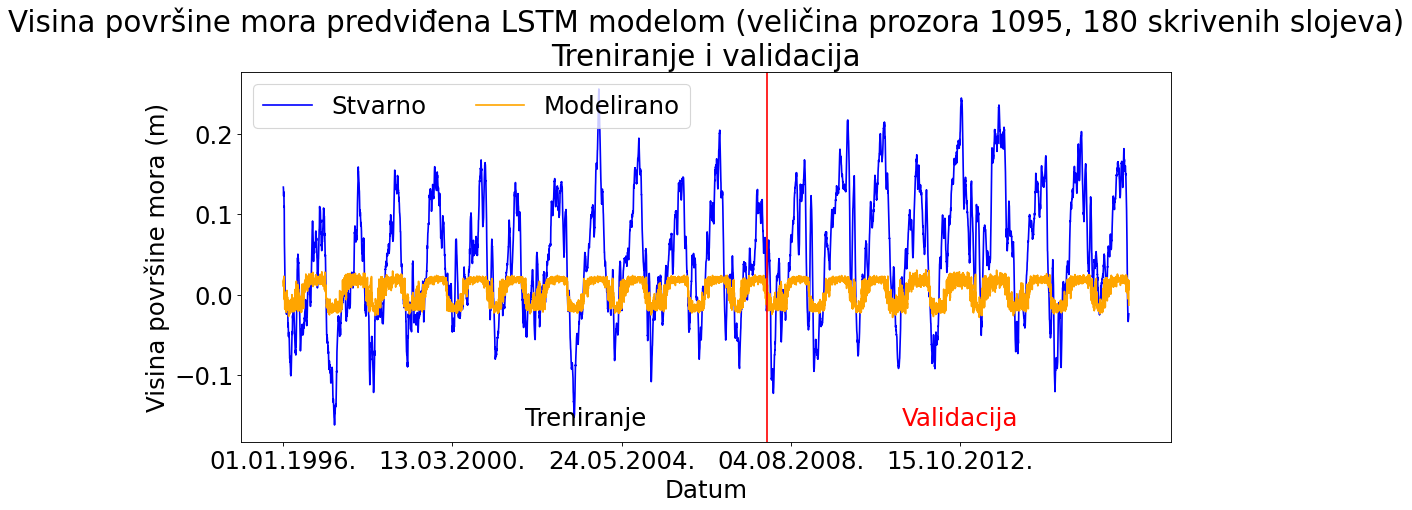 Visina površine mora predviđena LSTM modelom (veličina prozora 1095, 180 skrivenih slojeva)
Treniranje i validacija
Stvarno Modelirano
Visina površine mora (m)
0.2
0.1
0.0
−0.1
Treniranje Validacija
01.01.1996. 13.03.2000. 24.05.2004. 04.08.2008. 15.10.2012.
Datum